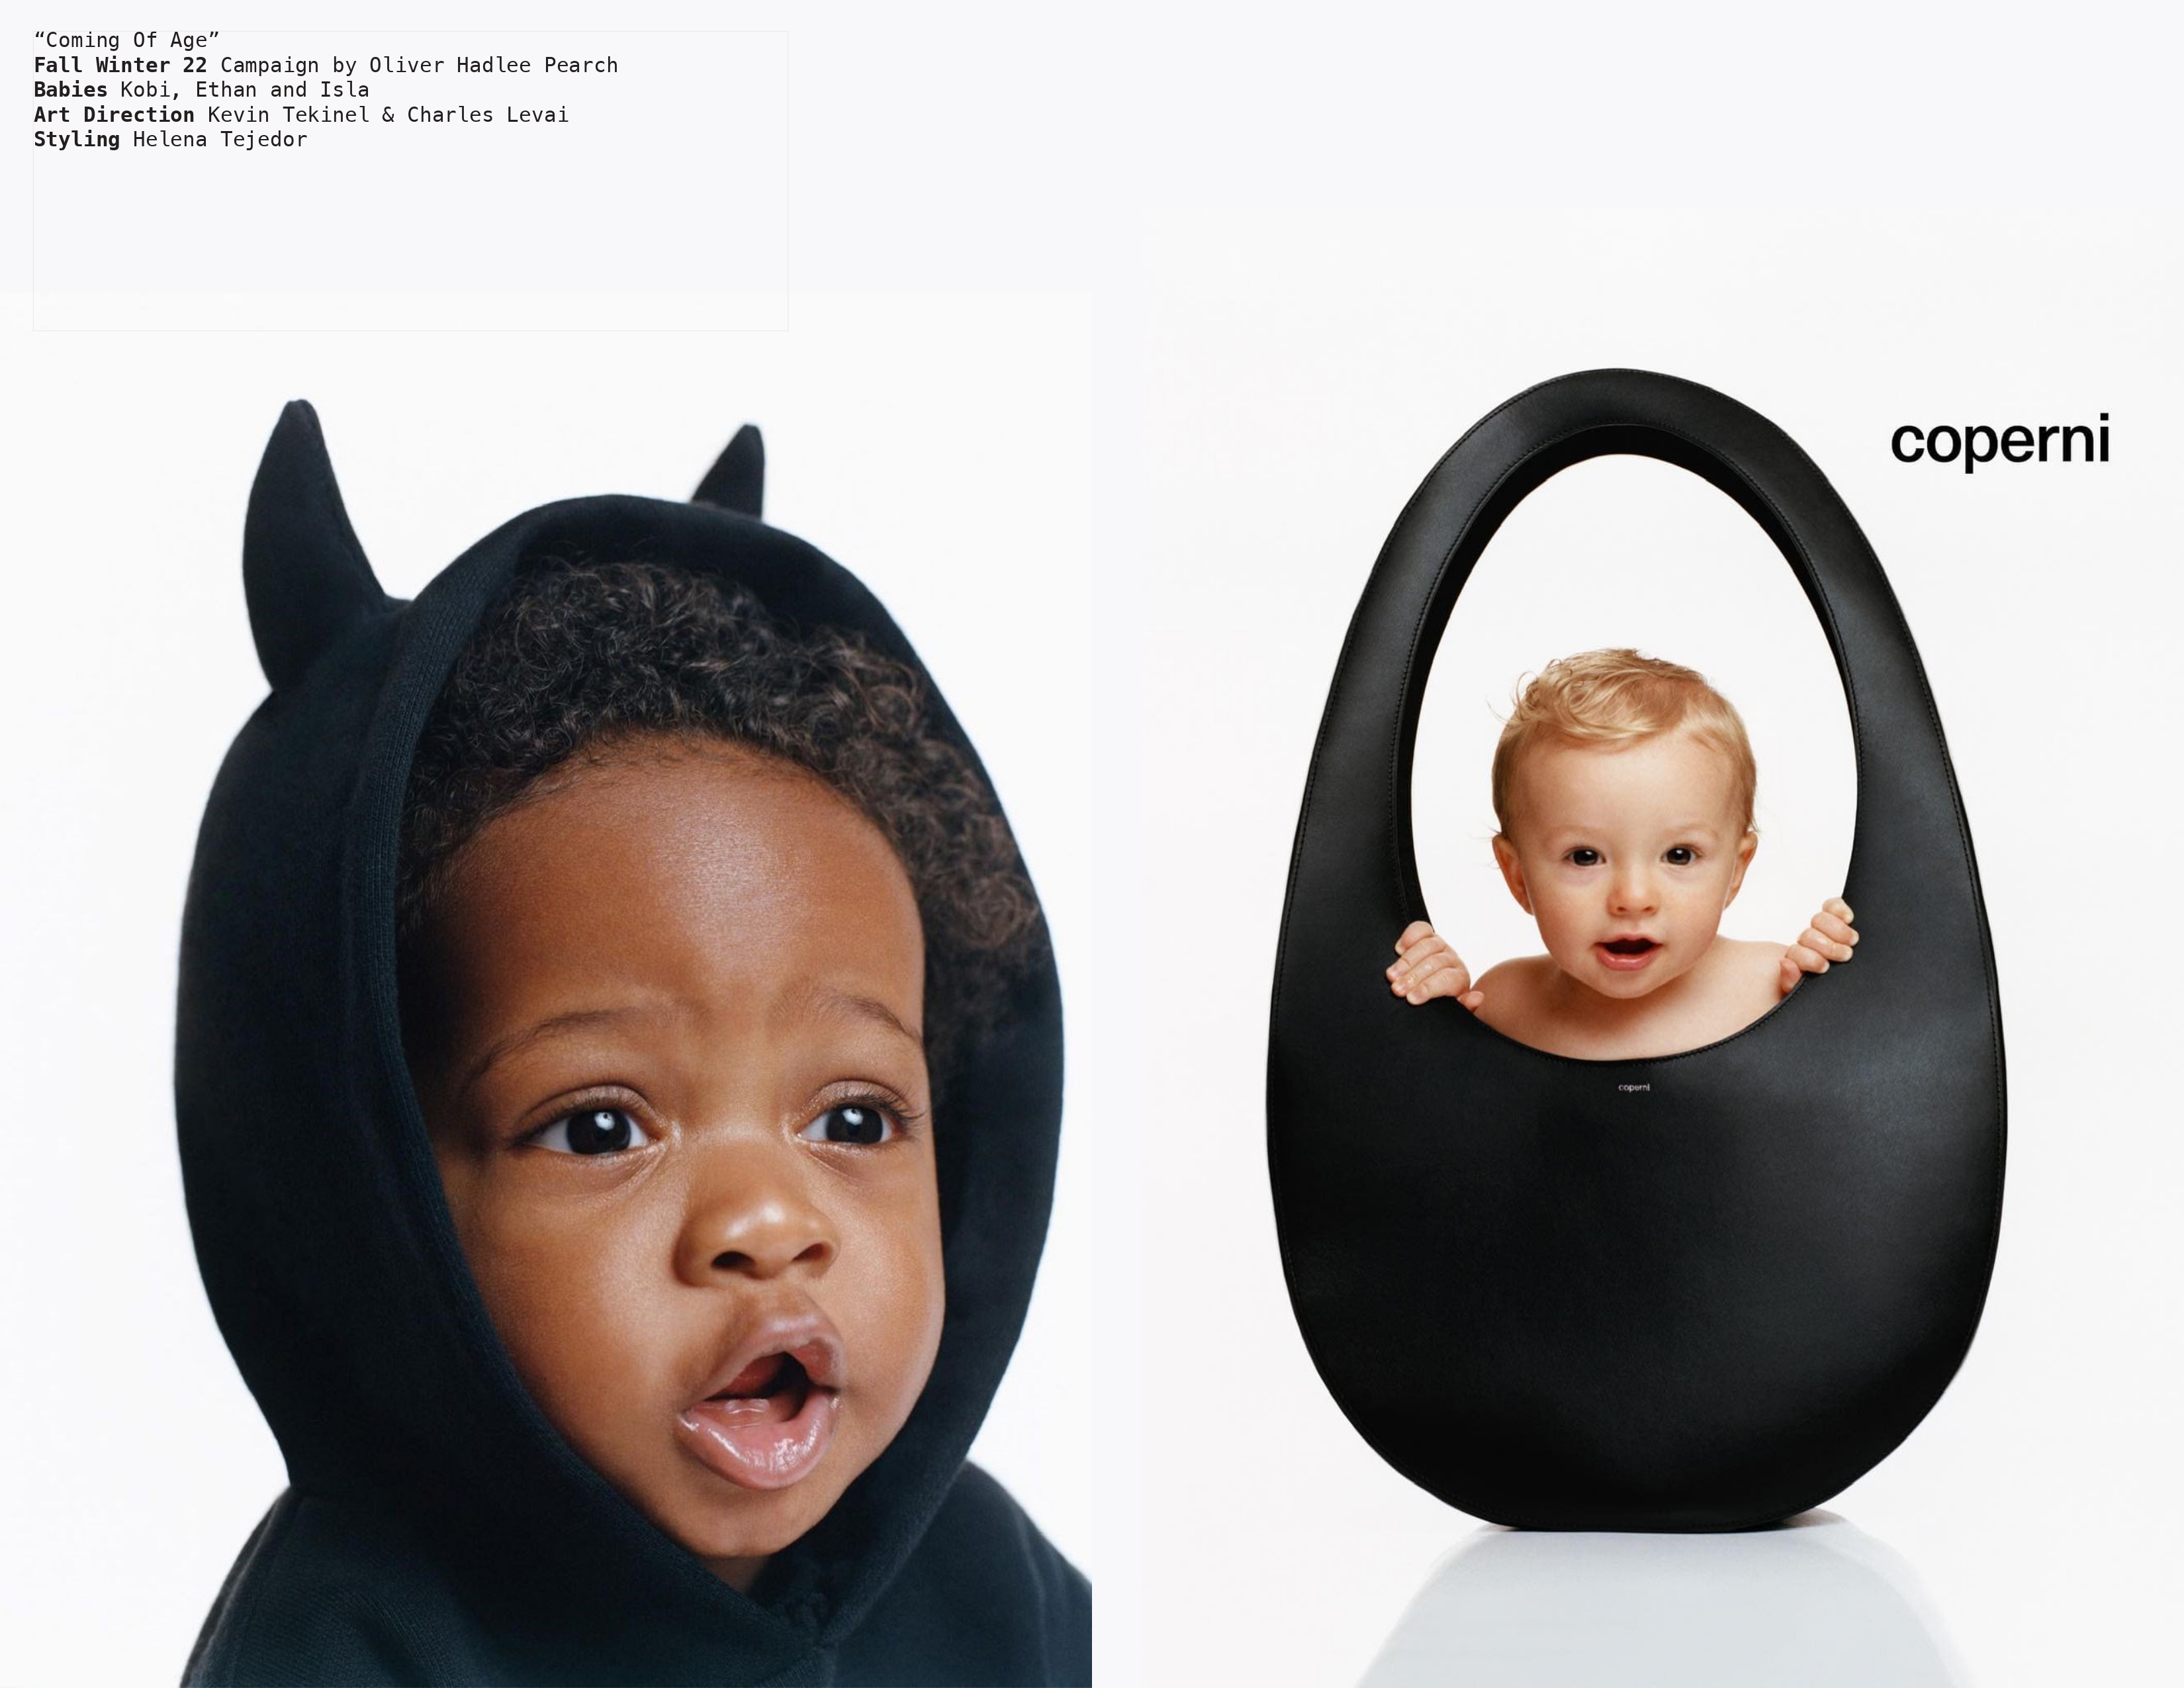 “Coming Of Age”
Fall Winter 22 Campaign by Oliver Hadlee Pearch
Babies Kobi, Ethan and Isla
Art Direction Kevin Tekinel & Charles Levai
Styling Helena Tejedor
coperni
coperni